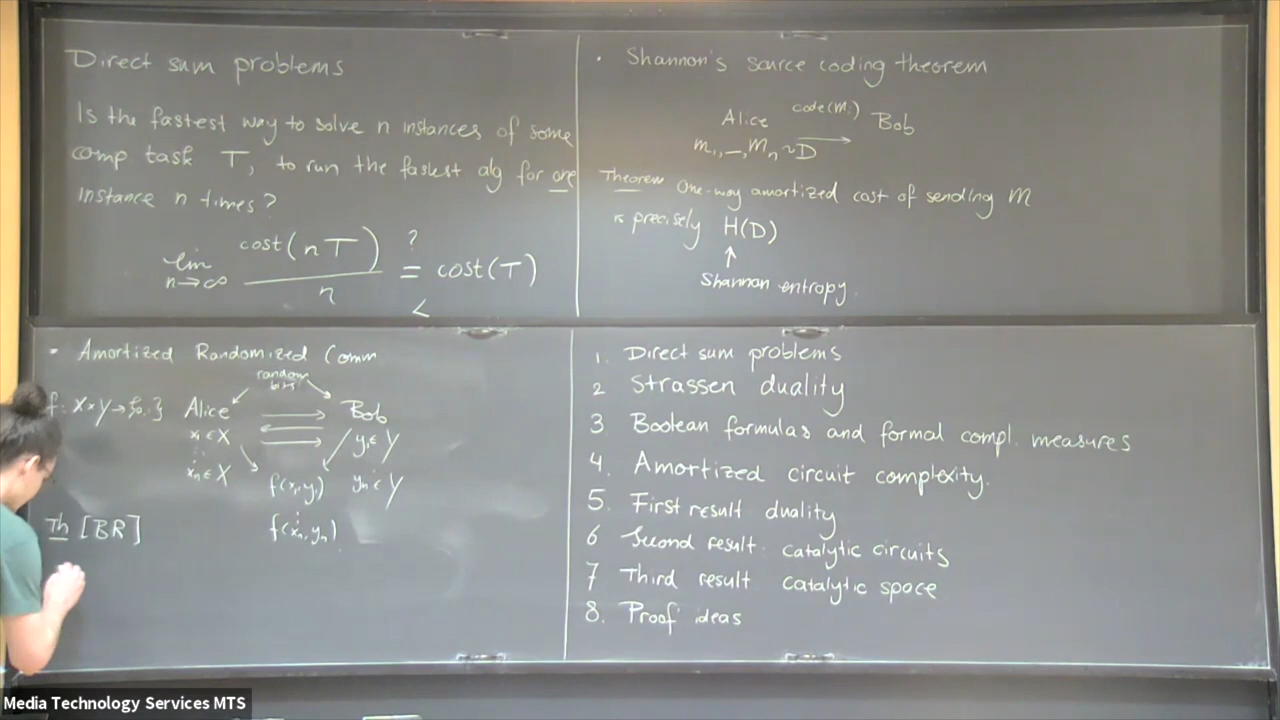 Direct sum problems
Is the fastest way to solve n instances of some
comp task T, to run the fastest alg for one
instance n times?
lim n→∞ cost(nT) / n ? = cost(T)
<
· Shannon's source coding theorem
Alice code(M.) Bob
M₁,—,Mn ~ D
Theorem One-way amortized cost of sending M
is precisely H(D)
↑
Shannon entropy.
· Amortized Randomized Comm
random
bits
f: X×Y→{0,1} Alice Bob
x₁∈X y₁∈Y
xn∈X f(x₁,y₁) yn∈Y
Th [BR] f(xn,yn)
1. Direct sum problems
2 Strassen duality
3 Boolean formulas and formal compl. measures
4. Amortized circuit complexity.
5. First result duality
6 Second result catalytic circuits
7 Third result catalytic space
8. Proof ideas
Media Technology Services MTS